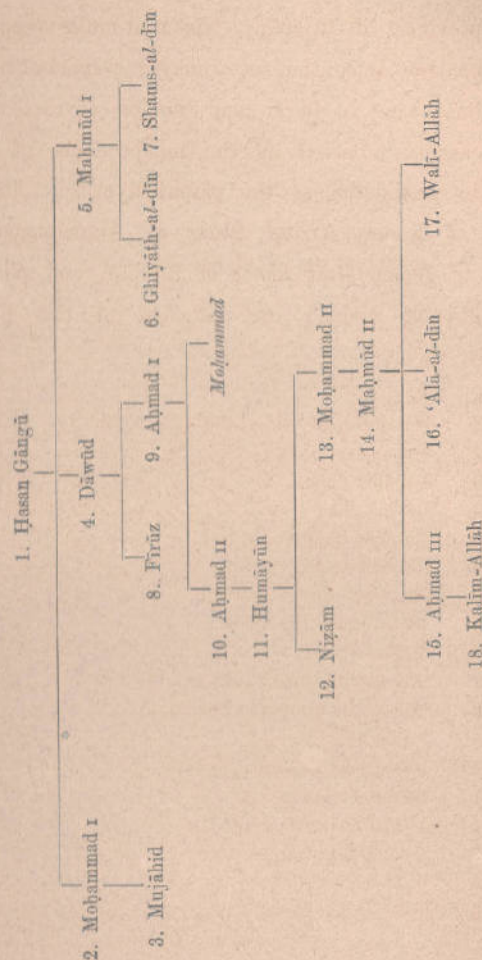 1. Ḥasan Gāngū
2. Moḥammad I
4. Dāwūd
5. Maḥmūd I
3. Mujāhid
8. Fīrūz
9. Aḥmad I
6. Ghiyāth-al-dīn
7. Shams-al-dīn
10. Aḥmad II
Moḥammad
11. Humāyūn
12. Niẓām
13. Moḥammad II
14. Maḥmūd II
15. Aḥmad III
16. ‘Alā-al-dīn
17. Walī-Allāh
18. Kalīm-Allāh